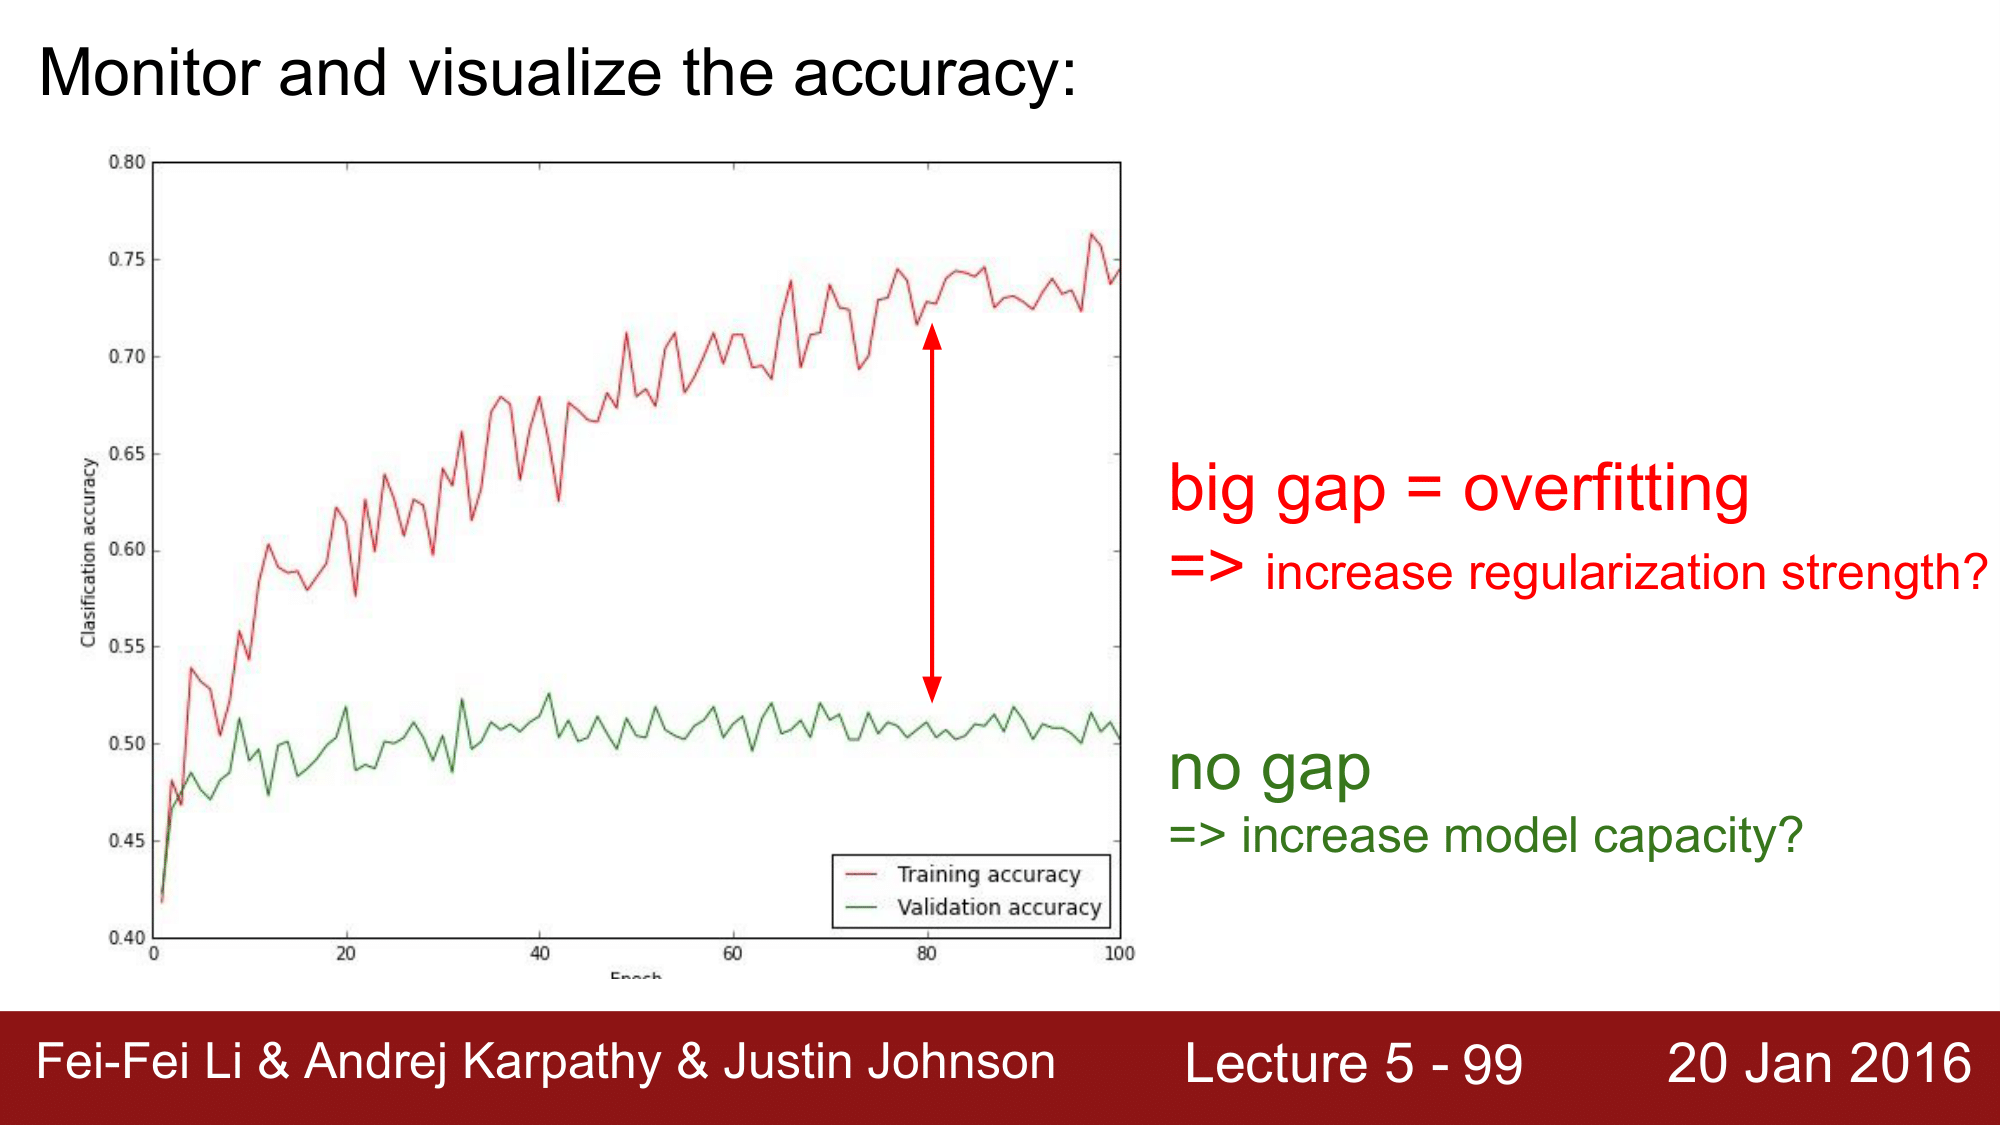 Monitor and visualize the accuracy:
0.80
0.75
0.70
0.65
0.60
0.55
0.50
0.45
0.40
Clasification accuracy
0
20
40
60
80
100
Epoch
Training accuracy
Validation accuracy
big gap = overfitting
=> increase regularization strength?
no gap
=> increase model capacity?
Fei-Fei Li & Andrej Karpathy & Justin Johnson
Lecture 5 - 99
20 Jan 2016